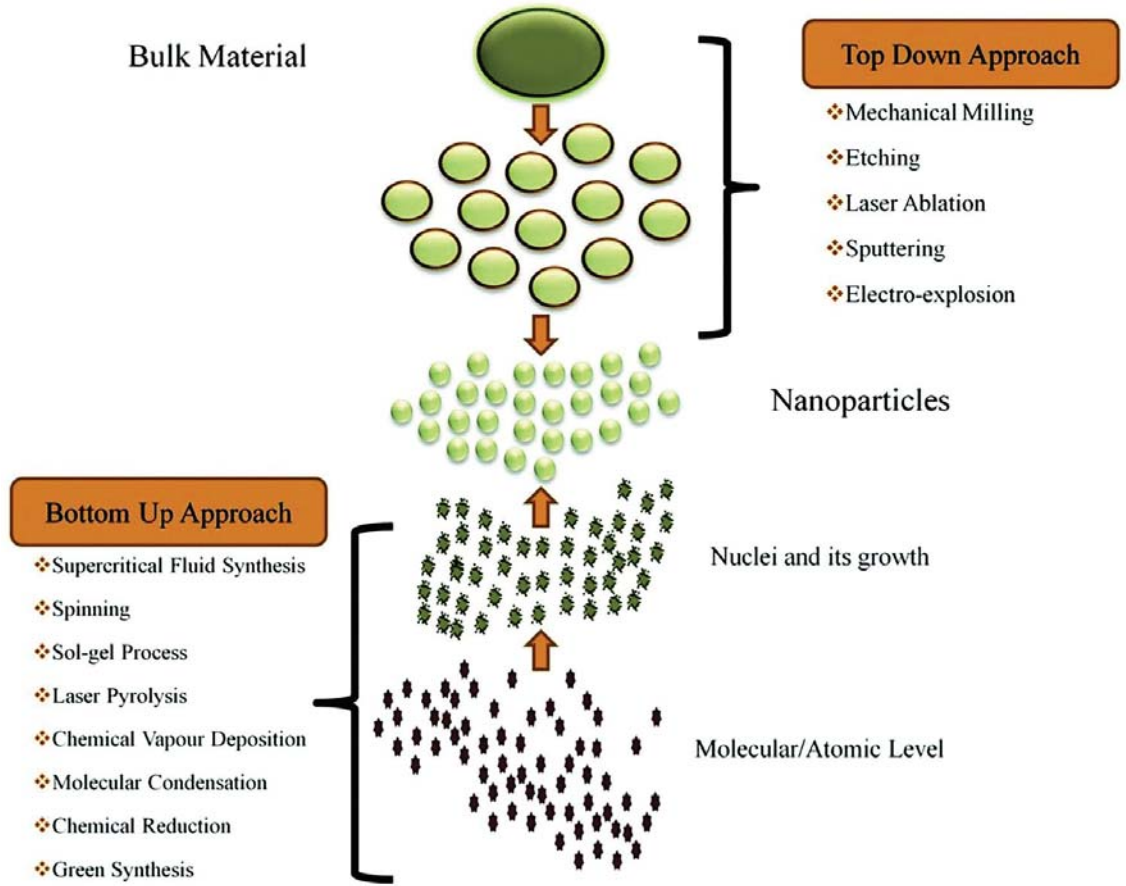 Bulk Material
Top Down Approach
❖Mechanical Milling
❖Etching
❖Laser Ablation
❖Sputtering
❖Electro-explosion
Nanoparticles
Bottom Up Approach
❖Supercritical Fluid Synthesis
❖Spinning
❖Sol-gel Process
❖Laser Pyrolysis
❖Chemical Vapour Deposition
❖Molecular Condensation
❖Chemical Reduction
❖Green Synthesis
Nuclei and its growth
Molecular/Atomic Level